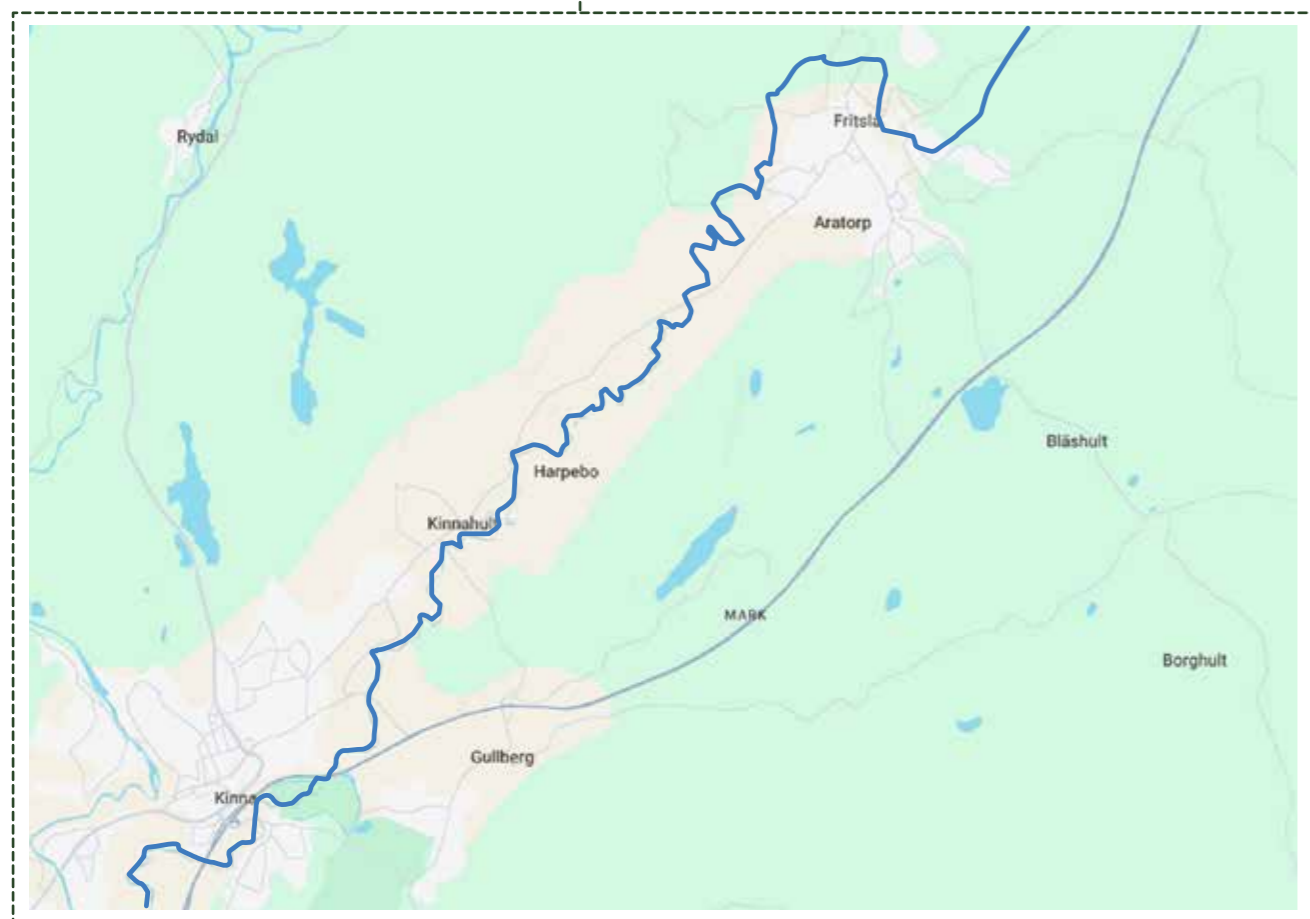 Rydal
Fritsla
Aratorp
Bläshult
Harpebo
Kinnahult
MARK
Borghult
Gullberg
Kinna